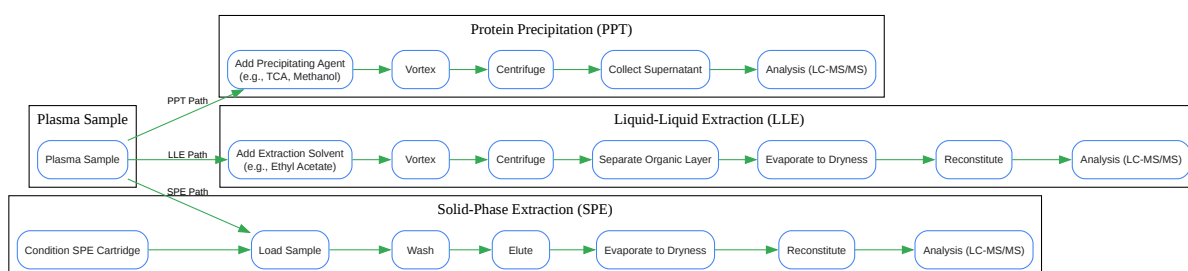 Protein Precipitation (PPT)
Add Precipitating Agent
(e.g., TCA, Methanol)
Vortex
Centrifuge
Collect Supernatant
Analysis (LC-MS/MS)
PPT Path
Plasma Sample
Plasma Sample
LLE Path
SPE Path
Liquid-Liquid Extraction (LLE)
Add Extraction Solvent
(e.g., Ethyl Acetate)
Vortex
Centrifuge
Separate Organic Layer
Evaporate to Dryness
Reconstitute
Analysis (LC-MS/MS)
Solid-Phase Extraction (SPE)
Condition SPE Cartridge
Load Sample
Wash
Elute
Evaporate to Dryness
Reconstitute
Analysis (LC-MS/MS)